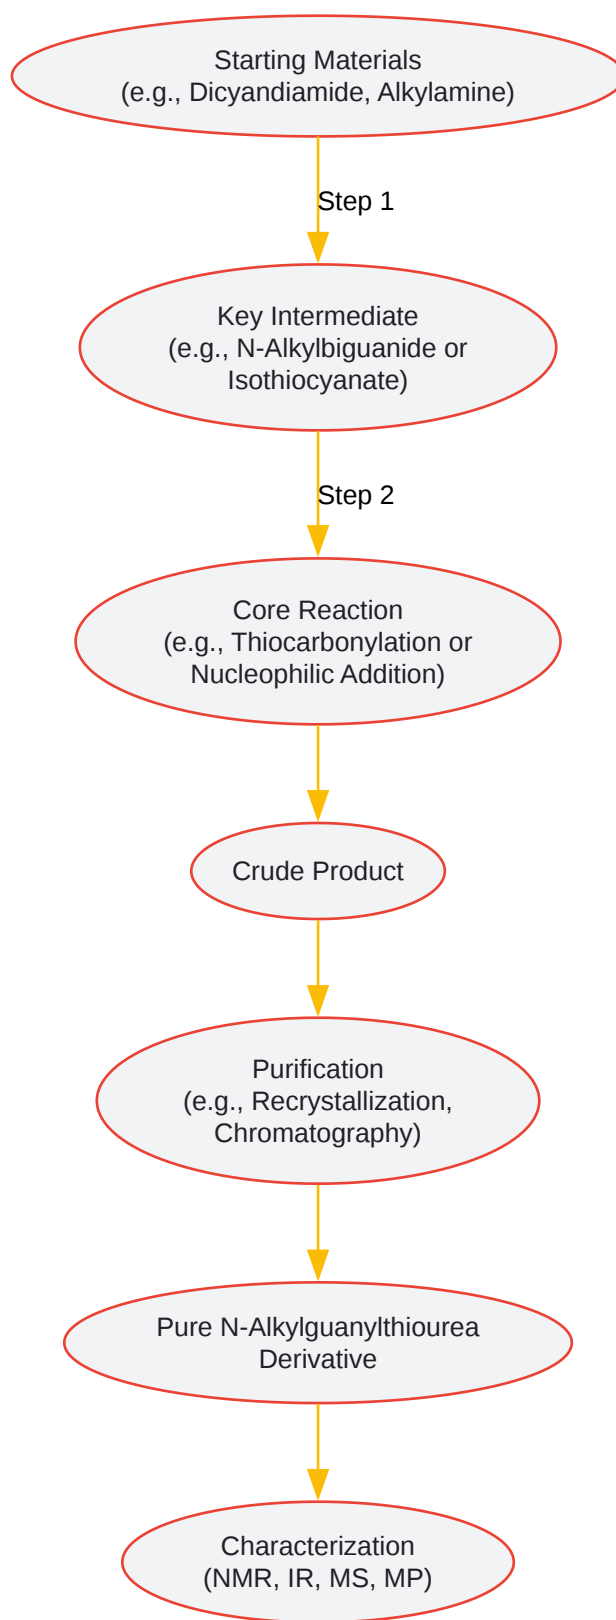 Starting Materials
(e.g., Dicyandiamide, Alkylamine)
Step 1
Key Intermediate
(e.g., N-Alkylbiguanide or
Isothiocyanate)
Step 2
Core Reaction
(e.g., Thiocarbonylation or
Nucleophilic Addition)
Crude Product
Purification
(e.g., Recrystallization,
Chromatography)
Pure N-Alkylguanylthiourea
Derivative
Characterization
(NMR, IR, MS, MP)